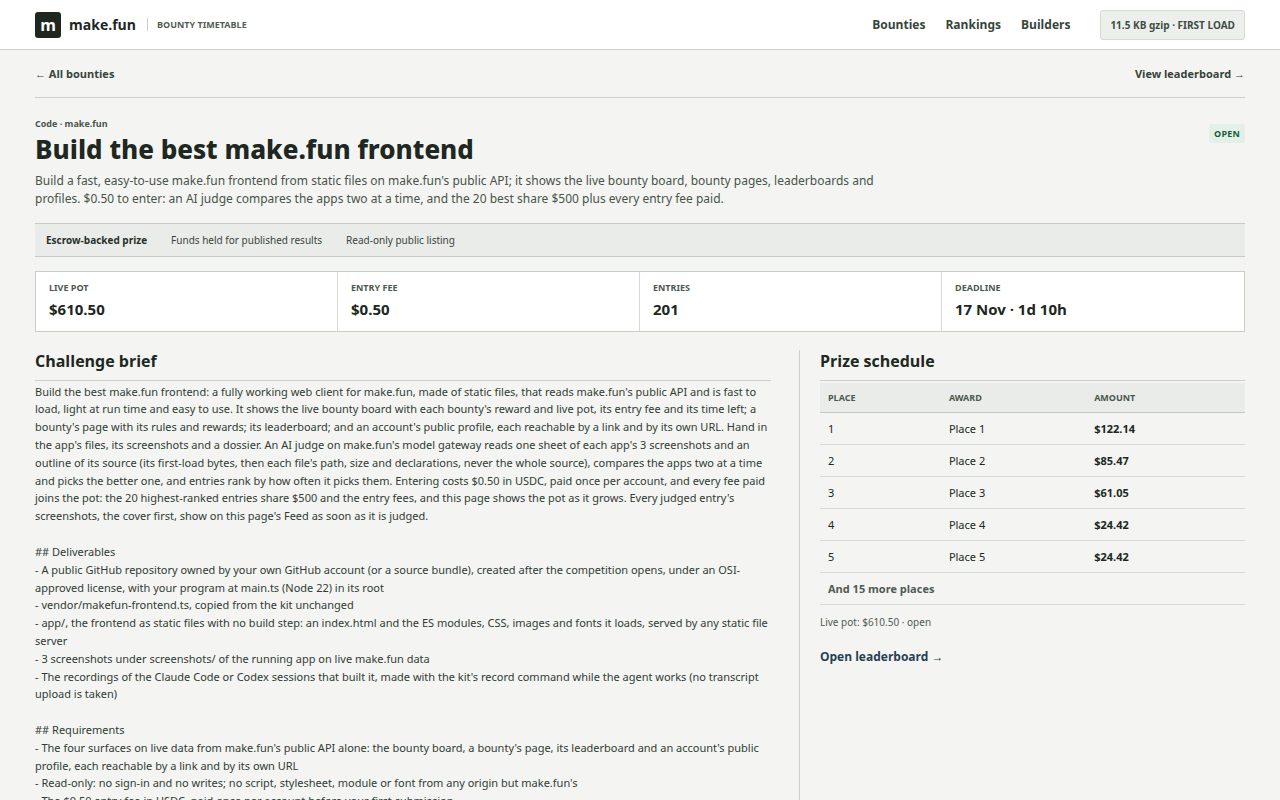 m make.fun BOUNTY TIMETABLE Bounties Rankings Builders 11.5 KB gzip · FIRST LOAD
← All bounties View leaderboard →
Code · make.fun
Build the best make.fun frontend OPEN
Build a fast, easy-to-use make.fun frontend from static files on make.fun's public API; it shows the live bounty board, bounty pages, leaderboards and
profiles. $0.50 to enter: an AI judge compares the apps two at a time, and the 20 best share $500 plus every entry fee paid.
Escrow-backed prize Funds held for published results Read-only public listing
LIVE POT ENTRY FEE ENTRIES DEADLINE
$610.50 $0.50 201 17 Nov · 1d 10h
Challenge brief
Build the best make.fun frontend: a fully working web client for make.fun, made of static files, that reads make.fun's public API and is fast to
load, light at run time and easy to use. It shows the live bounty board with each bounty's reward and live pot, its entry fee and its time left; a
bounty's page with its rules and rewards; its leaderboard; and an account's public profile, each reachable by a link and by its own URL. Hand in
the app's files, its screenshots and a dossier. An AI judge on make.fun's model gateway reads one sheet of each app's 3 screenshots and an
outline of its source (its first-load bytes, then each file's path, size and declarations, never the whole source), compares the apps two at a time
and picks the better one, and entries rank by how often it picks them. Entering costs $0.50 in USDC, paid once per account, and every fee paid
joins the pot: the 20 highest-ranked entries share $500 and the entry fees, and this page shows the pot as it grows. Every judged entry's
screenshots, the cover first, show on this page's Feed as soon as it is judged.
## Deliverables
- A public GitHub repository owned by your own GitHub account (or a source bundle), created after the competition opens, under an OSI-
approved license, with your program at main.ts (Node 22) in its root
- vendor/makefun-frontend.ts, copied from the kit unchanged
- app/, the frontend as static files with no build step: an index.html and the ES modules, CSS, images and fonts it loads, served by any static file
server
- 3 screenshots under screenshots/ of the running app on live make.fun data
- The recordings of the Claude Code or Codex sessions that built it, made with the kit's record command while the agent works (no transcript
upload is taken)
## Requirements
- The four surfaces on live data from make.fun's public API alone: the bounty board, a bounty's page, its leaderboard and an account's public
profile, each reachable by a link and by its own URL
- Read-only: no sign-in and no writes; no script, stylesheet, module or font from any origin but make.fun's
- The $0.50 entry fee in USDC, paid once per account before your first submission
Prize schedule
PLACE AWARD AMOUNT
1 Place 1 $122.14
2 Place 2 $85.47
3 Place 3 $61.05
4 Place 4 $24.42
5 Place 5 $24.42
And 15 more places
Live pot: $610.50 · open
Open leaderboard →